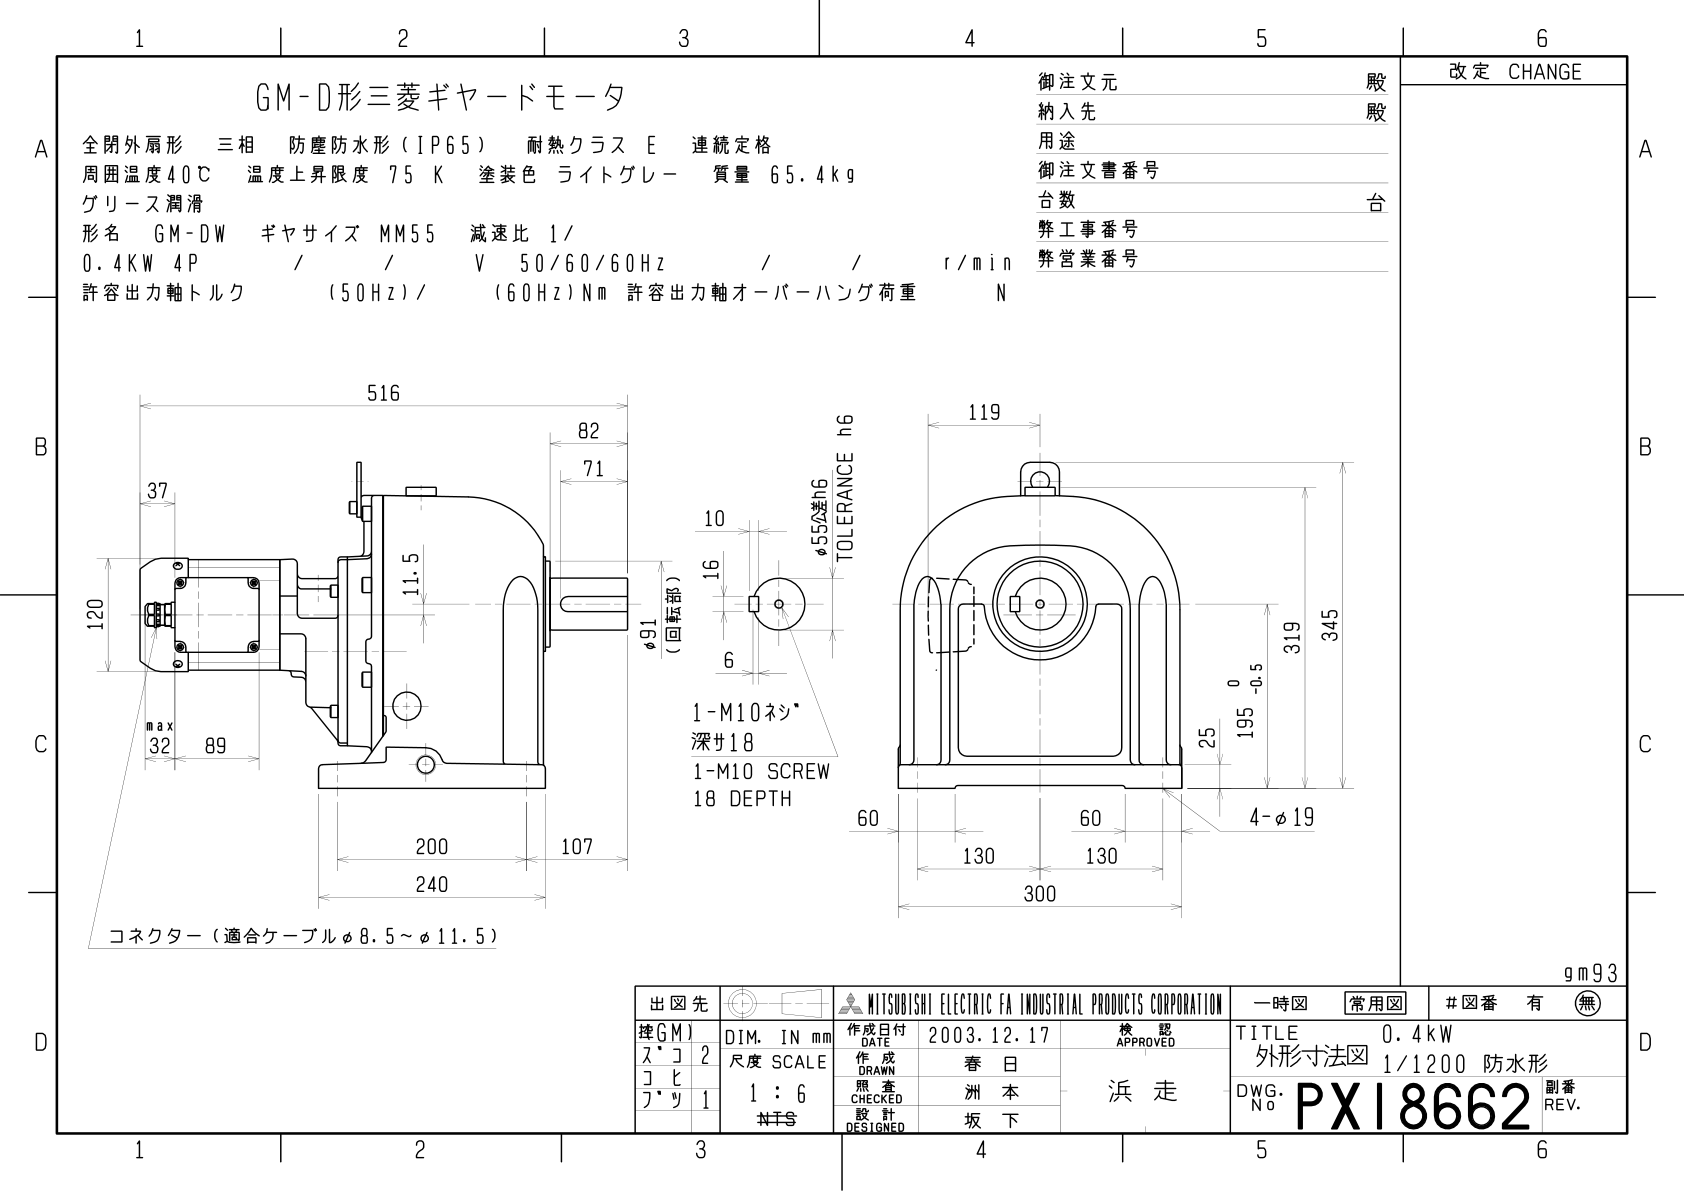 1 2 3 4 5 6
改定 CHANGE
GM-D形三菱ギヤードモータ
全閉外扇形 三相 防塵防水形(IP65) 耐熱クラス E 連続定格
周囲温度40℃ 温度上昇限度 75 K 塗装色 ライトグレー 質量 65.4kg
グリース潤滑
形名 GM-DW ギヤサイズ MM55 減速比 1/
0.4KW 4P / / V 50/60/60Hz / / r/min
許容出力軸トルク (50Hz)/ (60Hz)Nm 許容出力軸オーバーハング荷重 N
御注文元 殿
納入先 殿
用途
御注文書番号
台数 台
弊工事番号
弊営業番号
A A
B B
C C
D D
516
82
71
37
120
11.5
φ91
(回転部)
max
32 89
200 107
240
コネクター(適合ケーブルφ8.5～φ11.5)
10
16
6
φ55公差h6
TOLERANCE h6
1-M10ネジ
深サ18
1-M10 SCREW
18 DEPTH
119
345
319
195 0 -0.5
25
60 60
4-φ19
130 130
300
gm93
出図先
GM)
ズコ 2
コヒ
ブツ 1
DIM. IN mm
尺度 SCALE
1 : 6
NTS
MITSUBISHI ELECTRIC FA INDUSTRIAL PRODUCTS CORPORATION
作成日付 DATE 2003.12.17
作成 DRAWN 春日
照査 CHECKED 洲本
設計 DESIGNED 坂下
検認 APPROVED
浜走
一時図 常用図 #図番 有 無
TITLE 0.4kW
外形寸法図 1/1200 防水形
DWG. No PX18662
副番 REV.
1 2 3 4 5 6